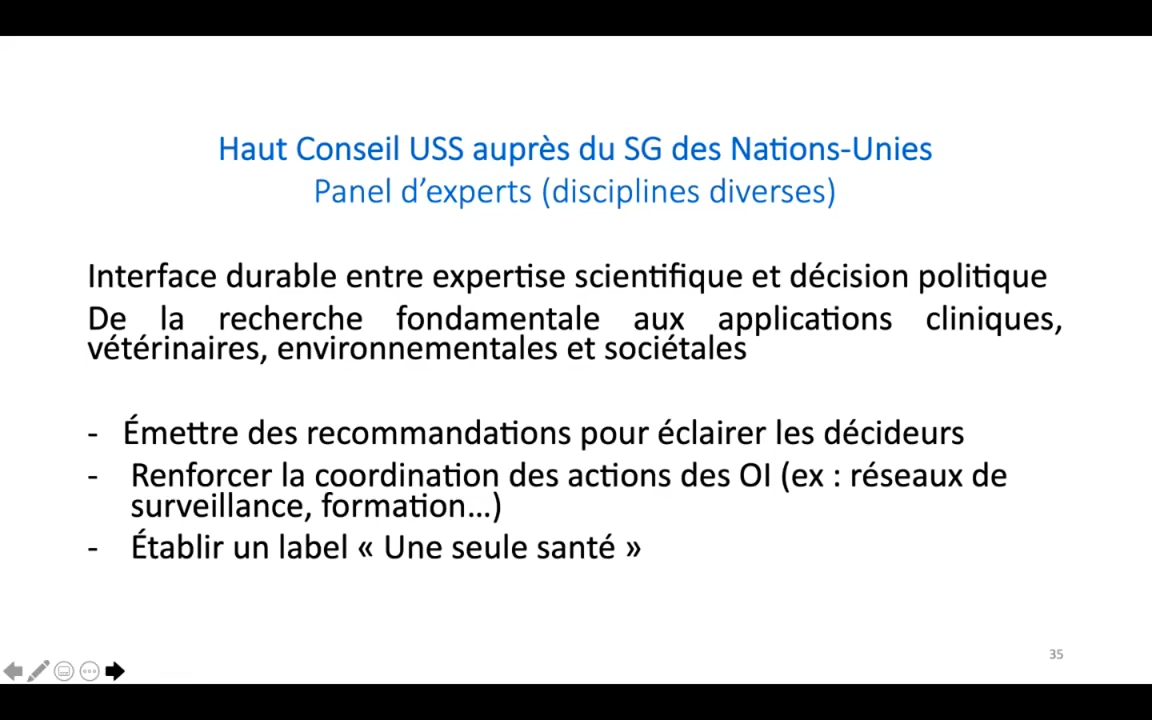 Haut Conseil USS auprès du SG des Nations-Unies
Panel d’experts (disciplines diverses)
Interface durable entre expertise scientifique et décision politique
De la recherche fondamentale aux applications cliniques,
vétérinaires, environnementales et sociétales
- Émettre des recommandations pour éclairer les décideurs
- Renforcer la coordination des actions des OI (ex : réseaux de
surveillance, formation…)
- Établir un label « Une seule santé »
35